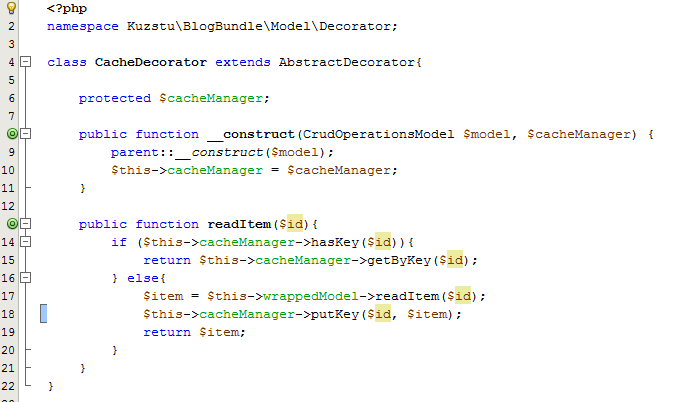 <?php
2 namespace Kuzstu\BlogBundle\Model\Decorator;
3
4 class CacheDecorator extends AbstractDecorator{
5
6     protected $cacheManager;
7
    public function __construct(CrudOperationsModel $model, $cacheManager) {
9         parent::__construct($model);
10         $this->cacheManager = $cacheManager;
11     }
12
    public function readItem($id){
14         if ($this->cacheManager->hasKey($id)){
15             return $this->cacheManager->getByKey($id);
16         } else{
17             $item = $this->wrappedModel->readItem($id);
18             $this->cacheManager->putKey($id, $item);
19             return $item;
20         }
21     }
22 }